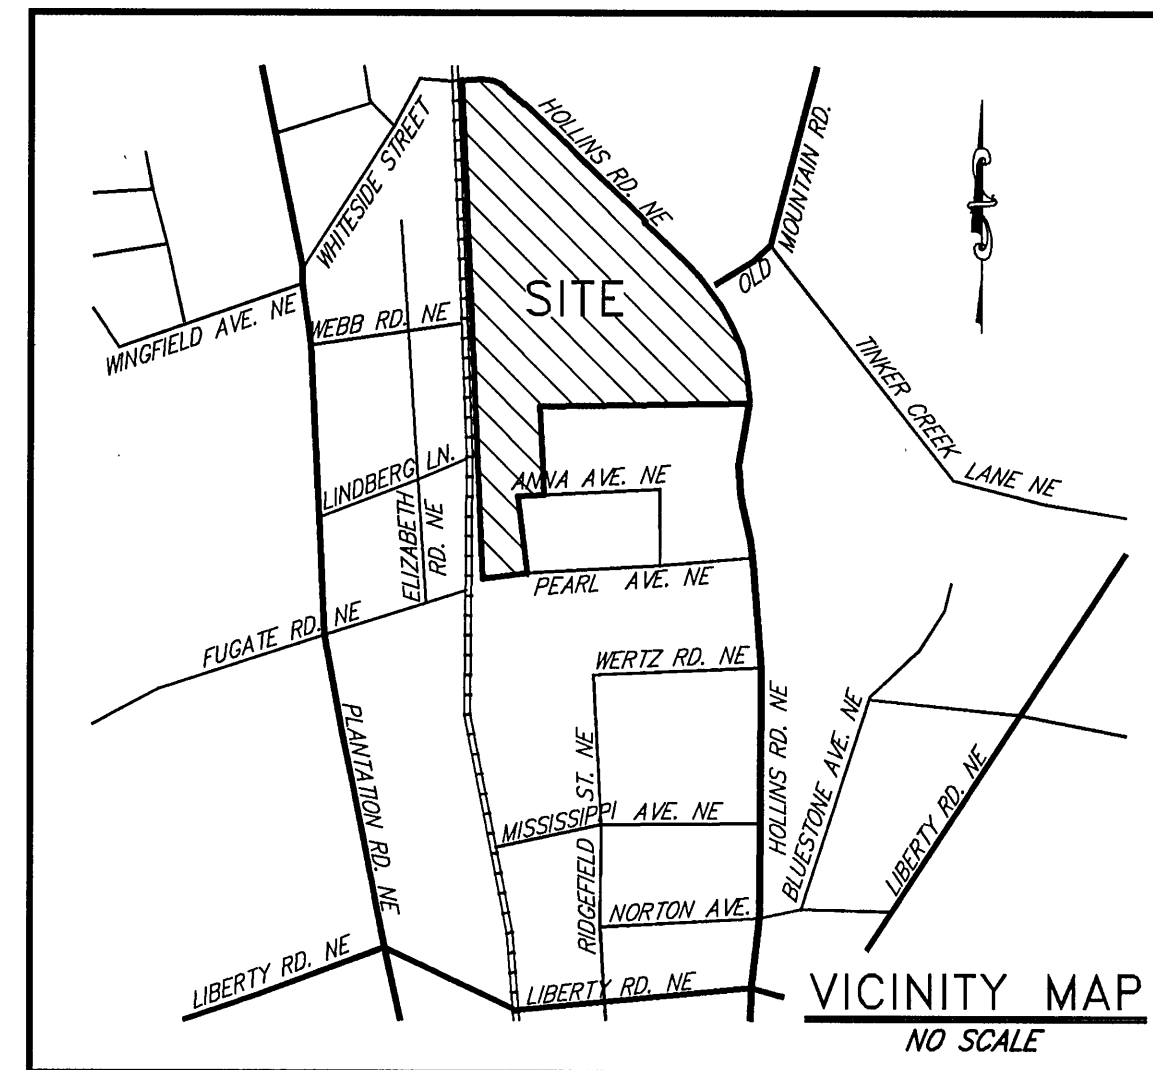 HOLLINS RD. NE
WHITESIDE STREET
OLD MOUNTAIN RD.
SITE
WEBB RD. NE
WINGFIELD AVE. NE
TINKER CREEK LANE NE
LINDBERG LN.
ANNA AVE. NE
ELIZABETH
RD. NE
PEARL AVE. NE
FUGATE RD. NE
WERTZ RD. NE
PLANTATION RD. NE
RIDGEFIELD ST. NE
HOLLINS RD. NE
BLUESTONE AVE. NE
LIBERTY RD. NE
MISSISSIPPI AVE. NE
NORTON AVE.
LIBERTY RD. NE
LIBERTY RD. NE
VICINITY MAP
NO SCALE